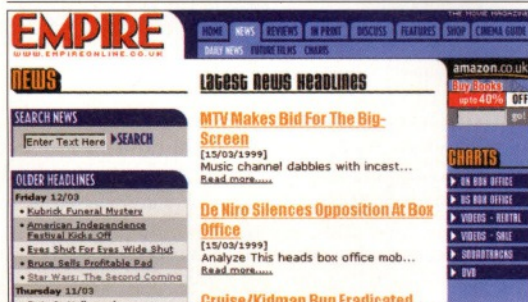 THE MOVIE MAGAZINE
EMPIRE
WWW.EMPIREONLINE.CO.UK
HOME NEWS REVIEWS IN PRINT DISCUSS FEATURES SHOP CINEMA GUIDE
DAILY NEWS FUTURE FILMS CHARTS
NEWS
SEARCH NEWS
Enter Text Here SEARCH
OLDER HEADLINES
Friday 12/03
• Kubrick Funeral Mystery
• American Independence
Festival Kicks Off
• Eyes Shut For Eyes Wide Shut
• Bruce Sells Profitable Pad
• Star Wars: The Second Coming
Thursday 11/03
Latest News Headlines
MTV Makes Bid For The Big-
Screen
[15/03/1999]
Music channel dabbles with incest...
Read more.....
De Niro Silences Opposition At Box
Office
[15/03/1999]
Analyze This heads box office mob...
Read more.....
Cruise/Kidman Bug Eradicated
amazon.co.uk
Buy Books
up to 40% OFF
go!
CHARTS
UK BOX OFFICE
US BOX OFFICE
VIDEOS - RENTAL
VIDEOS - SALE
SOUNDTRACKS
DVD